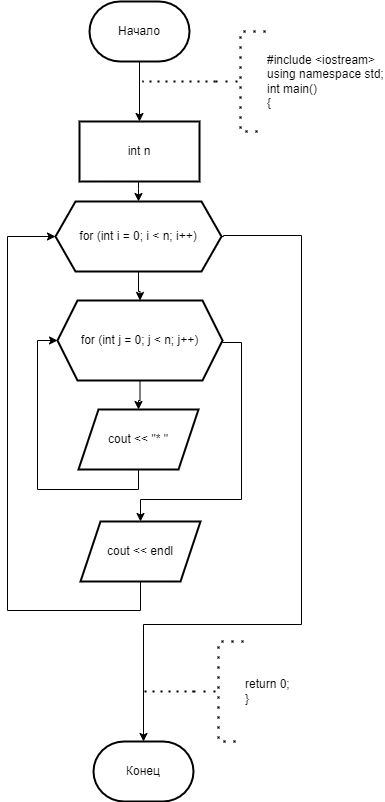 Начало
#include <iostream>
using namespace std;
int main()
{
int n
for (int i = 0; i < n; i++)
for (int j = 0; j < n; j++)
cout << "* "
cout << endl
return 0;
}
Конец